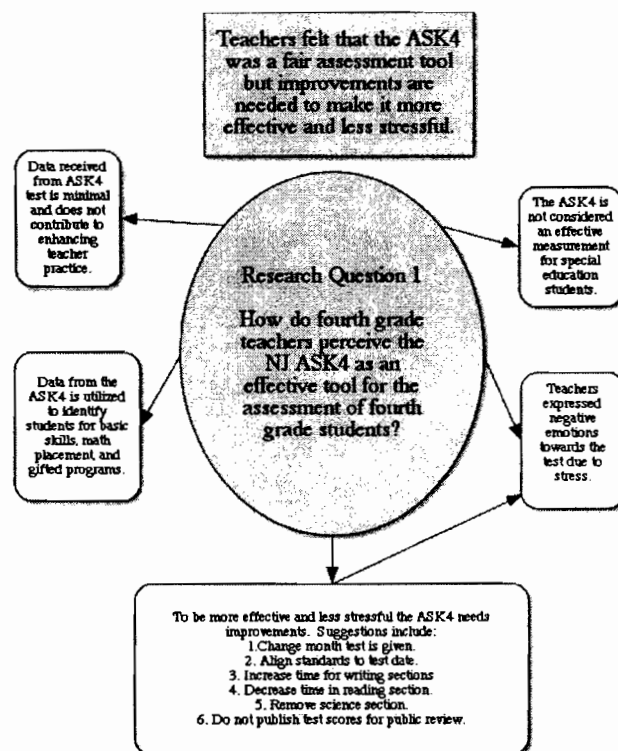 Teachers felt that the ASK4
was a fair assessment tool
but improvements are
needed to make it more
effective and less stressful.
Data received
from ASK4
test is minimal
and does not
contribute to
enhancing
teacher
practice.
The ASK4 is
not considered
an effective
measurement
for special
education
students.
Research Question 1
How do fourth grade
teachers perceive the
NJ ASK4 as an
effective tool for the
assessment of fourth
grade students?
Data from the
ASK4 is utilized
to identify
students for basic
skills, math
placement, and
gifted programs.
Teachers
expressed
negative
emotions
towards the
test due to
stress.
To be more effective and less stressful the ASK4 needs
improvements. Suggestions include:
1.Change month test is given.
2. Align standards to test date.
3. Increase time for writing sections
4. Decrease time in reading section.
5. Remove science section.
6. Do not publish test scores for public review.